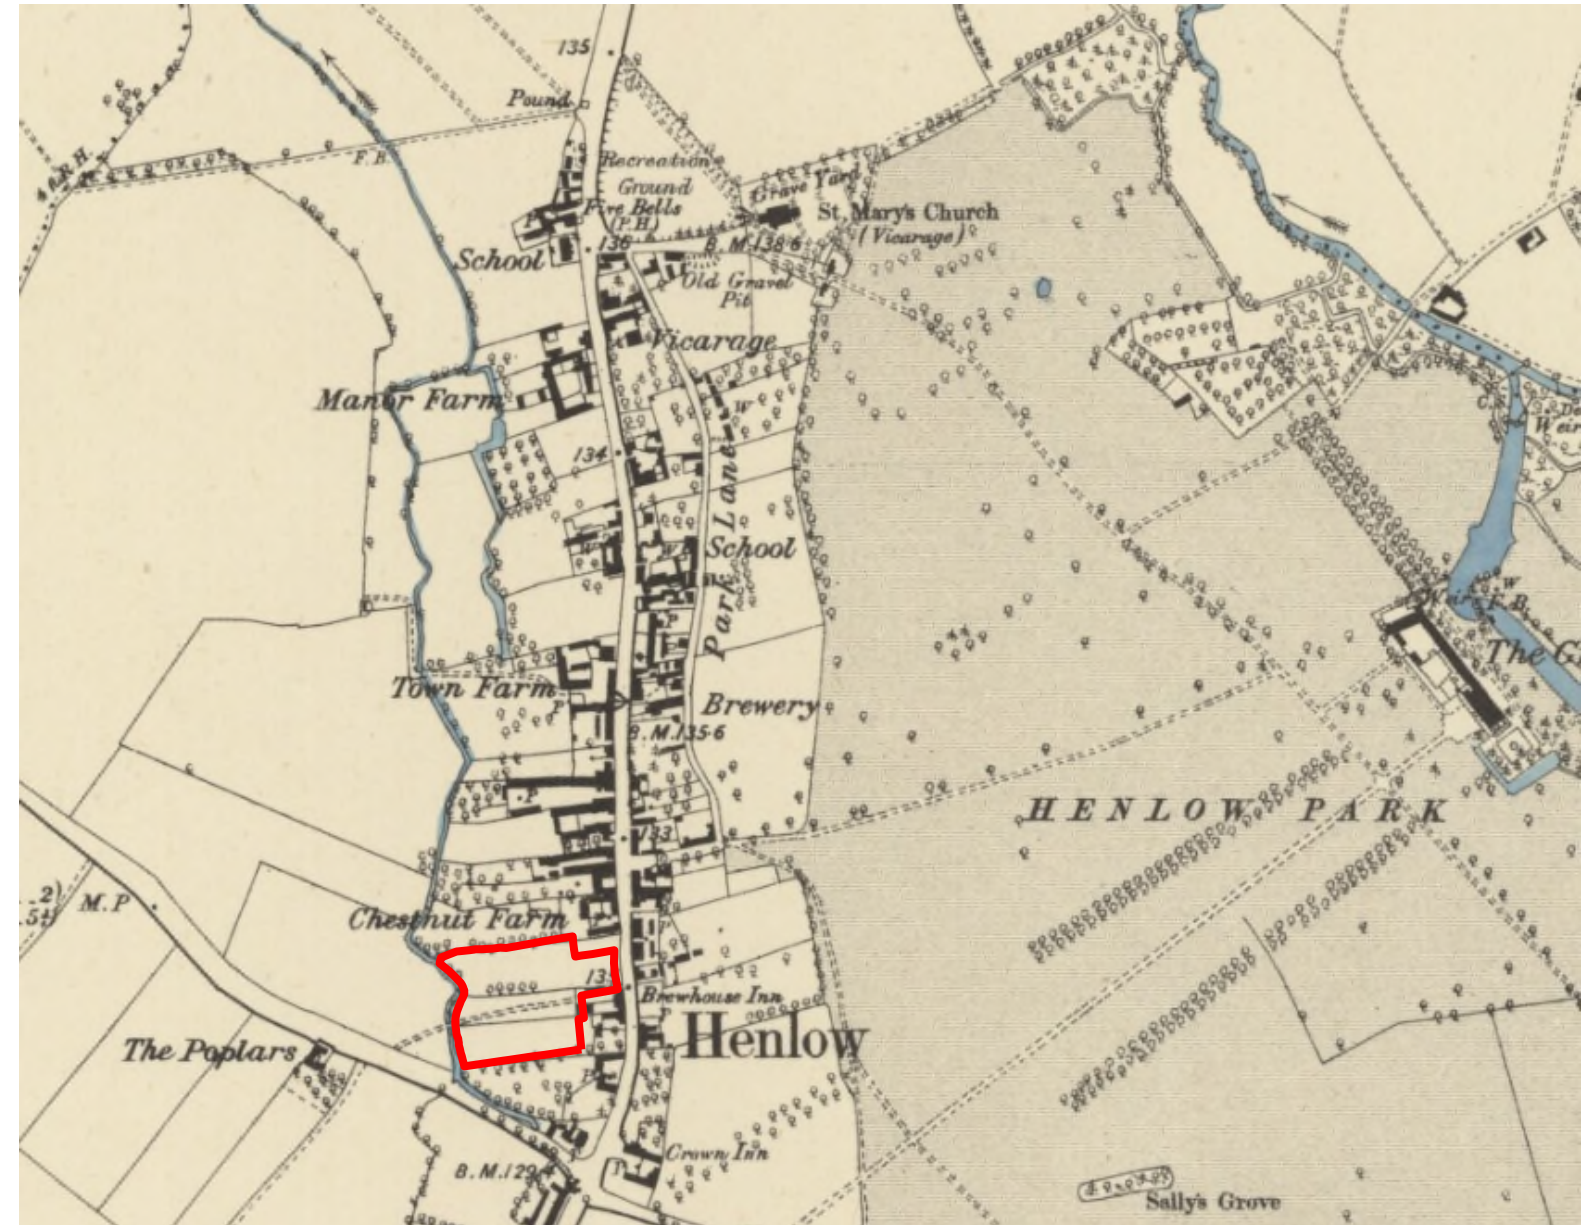 135
Pound
F. B.
Recreation
Ground
Grave Yard
Five Bells
(P.H.)
P
St. Mary's Church
(Vicarage)
136
B. M. 138·6
School
Old Gravel
Pit
Vicarage
Manor Farm
W
134
Park Lane
School
Weir
W
F. B.
Town Farm
P
P
Brewery
B. M. 135·6
P
HENLOW PARK
133
M. P
Chestnut Farm
P
Brewhouse Inn
Henlow
The Poplars
P
Crown Inn
B. M. 129·4
Sally's Grove